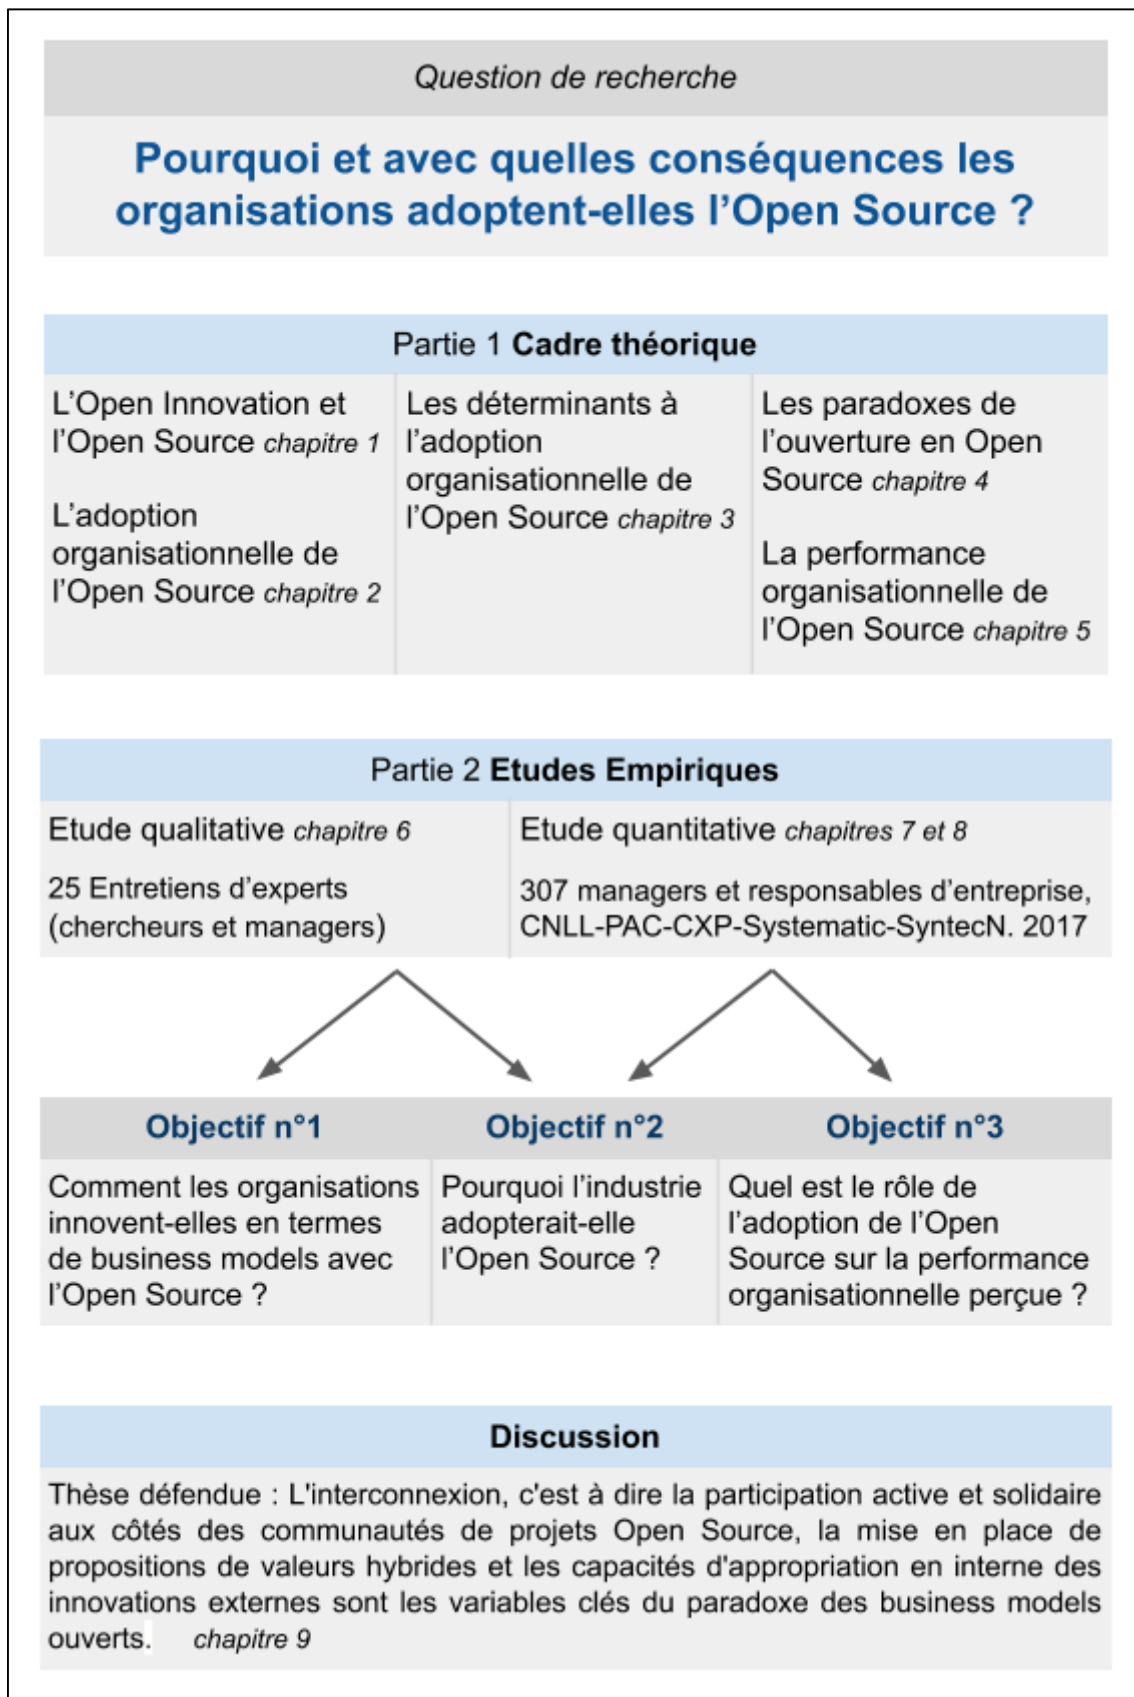 Question de recherche
Pourquoi et avec quelles conséquences les
organisations adoptent-elles l’Open Source ?
Partie 1 Cadre théorique
L’Open Innovation et
l’Open Source chapitre 1
L’adoption
organisationnelle de
l’Open Source chapitre 2
Les déterminants à
l’adoption
organisationnelle de
l’Open Source chapitre 3
Les paradoxes de
l’ouverture en Open
Source chapitre 4
La performance
organisationnelle de
l’Open Source chapitre 5
Partie 2 Etudes Empiriques
Etude qualitative chapitre 6
25 Entretiens d’experts
(chercheurs et managers)
Etude quantitative chapitres 7 et 8
307 managers et responsables d’entreprise,
CNLL-PAC-CXP-Systematic-SyntecN. 2017
Objectif n°1
Comment les organisations
innovent-elles en termes
de business models avec
l’Open Source ?
Objectif n°2
Pourquoi l’industrie
adopterait-elle
l’Open Source ?
Objectif n°3
Quel est le rôle de
l’adoption de l’Open
Source sur la performance
organisationnelle perçue ?
Discussion
Thèse défendue : L'interconnexion, c'est à dire la participation active et solidaire
aux côtés des communautés de projets Open Source, la mise en place de
propositions de valeurs hybrides et les capacités d'appropriation en interne des
innovations externes sont les variables clés du paradoxe des business models
ouverts. chapitre 9